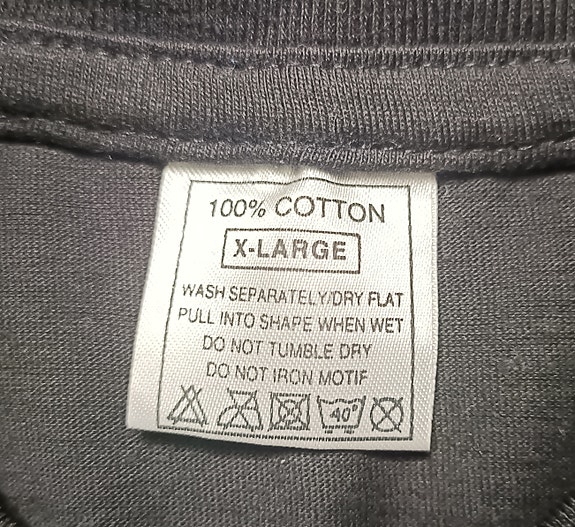 100% COTTON
X-LARGE
WASH SEPARATELY/DRY FLAT
PULL INTO SHAPE WHEN WET
DO NOT TUMBLE DRY
DO NOT IRON MOTIF
40°